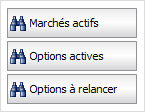 Marchés actifs
Options actives
Options à relancer